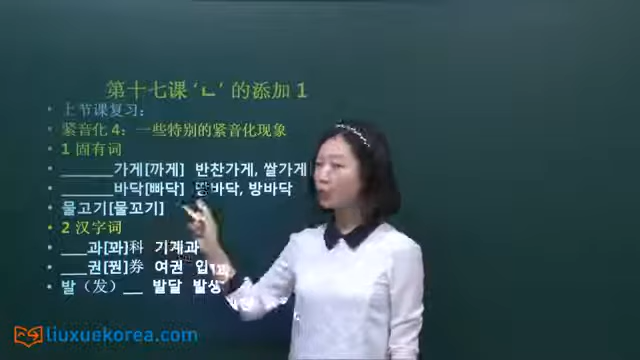 第十七课 ‘ㄴ’ 的添加 1
• 上节课复习：
• 紧音化 4：一些特别的紧音化现象
• 1 固有词
• ______가게[까게] 반찬가게, 쌀가게
• ______바닥[빠닥] 땅바닥, 방바닥
• 물고기[물꼬기]
• 2 汉字词
• ___과[꽈]科 기계과
• ___권[꿘]券 여권
• 발（发）__ 발달 발상
liuxuekorea.com